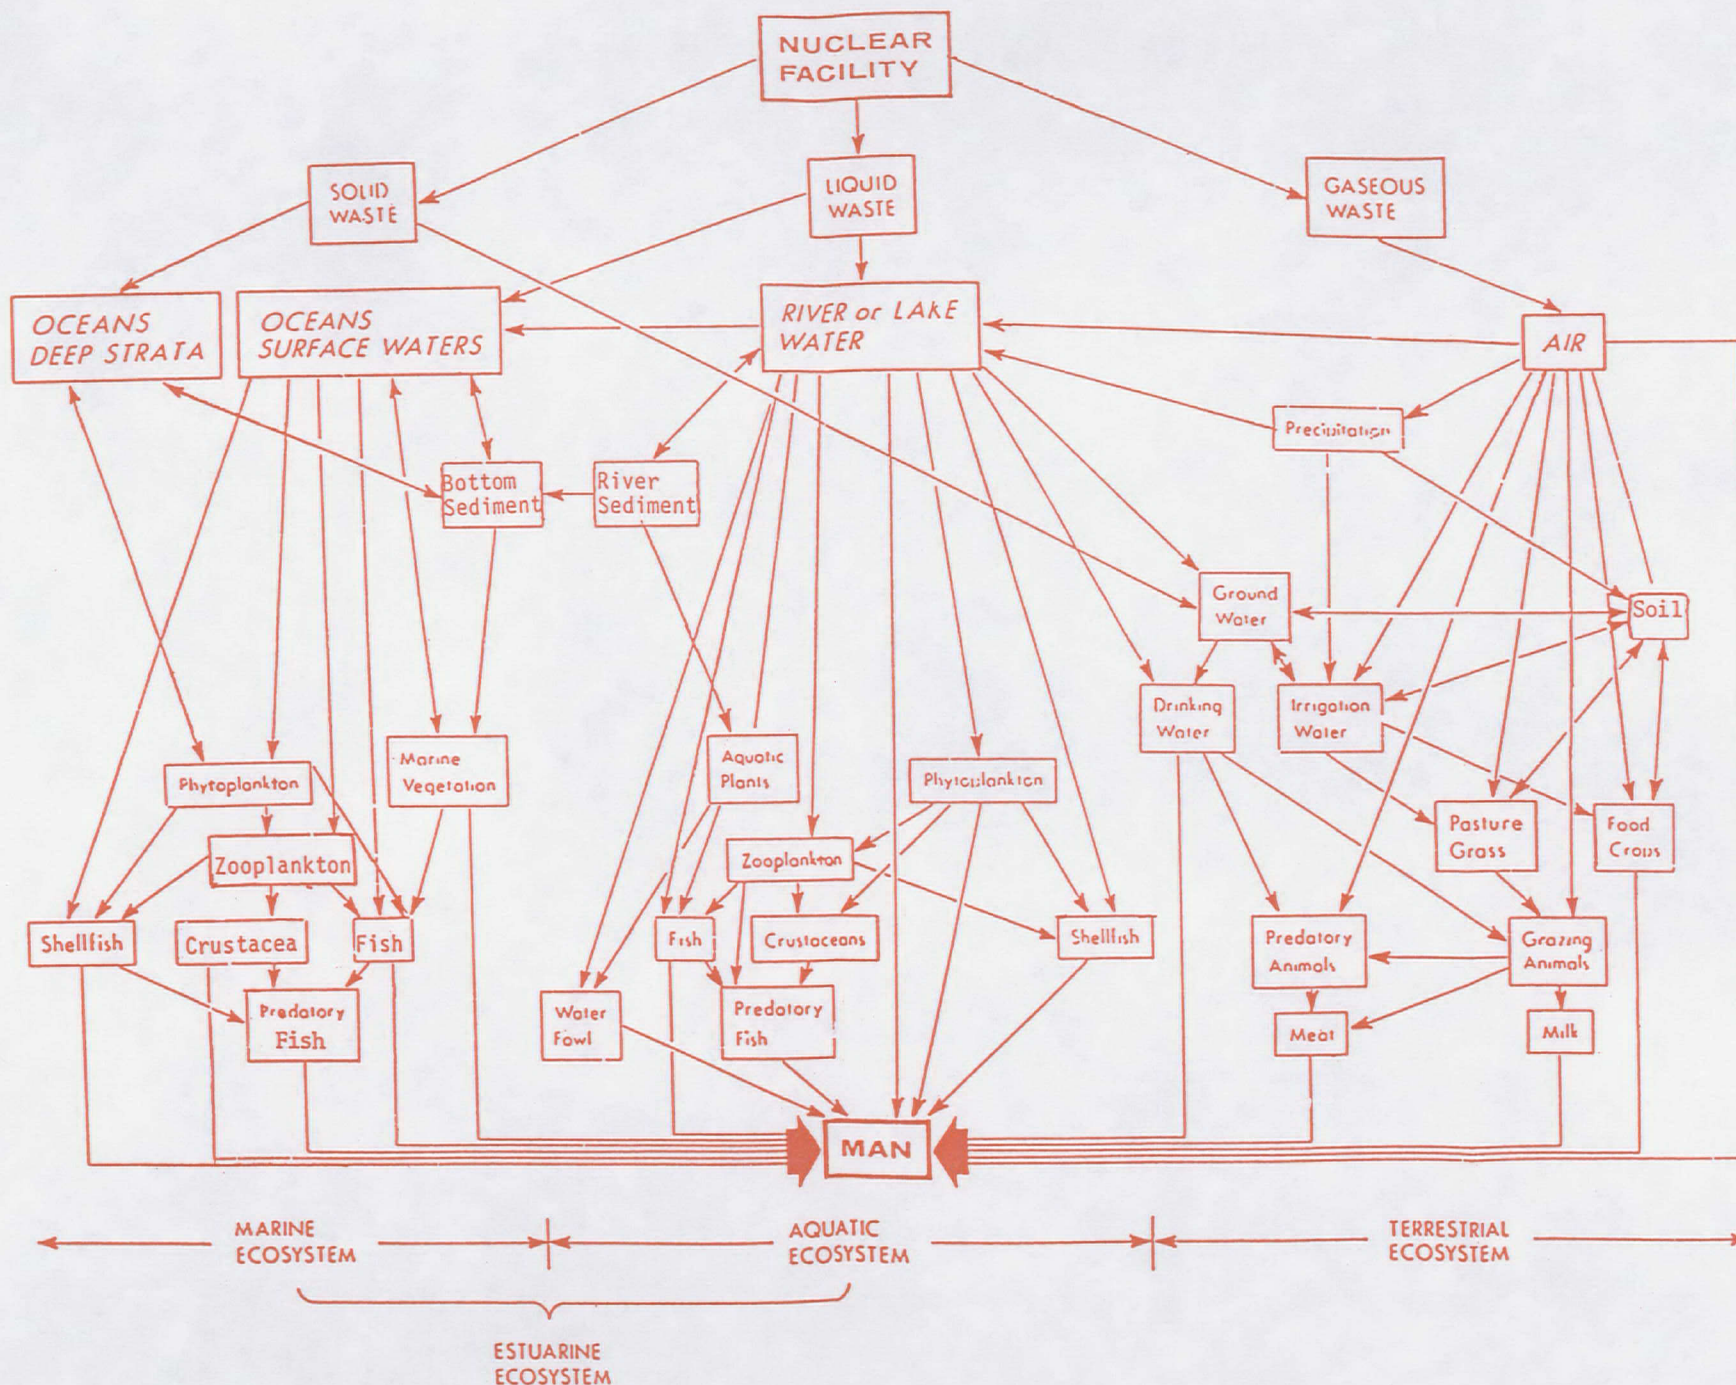 NUCLEAR
FACILITY
SOLID
WASTE
LIQUID
WASTE
GASEOUS
WASTE
OCEANS
DEEP STRATA
OCEANS
SURFACE WATERS
RIVER or LAKE
WATER
AIR
Precipitation
Bottom
Sediment
River
Sediment
Ground
Water
Soil
Drinking
Water
Irrigation
Water
Phytoplankton
Marine
Vegetation
Aquatic
Plants
Phytoplankton
Pasture
Grass
Food
Crops
Zooplankton
Zooplankton
Shellfish
Crustacea
Fish
Fish
Crustaceans
Shellfish
Predatory
Animals
Grazing
Animals
Predatory
Fish
Water
Fowl
Predatory
Fish
Meat
Milk
MAN
MARINE
ECOSYSTEM
AQUATIC
ECOSYSTEM
TERRESTRIAL
ECOSYSTEM
ESTUARINE
ECOSYSTEM